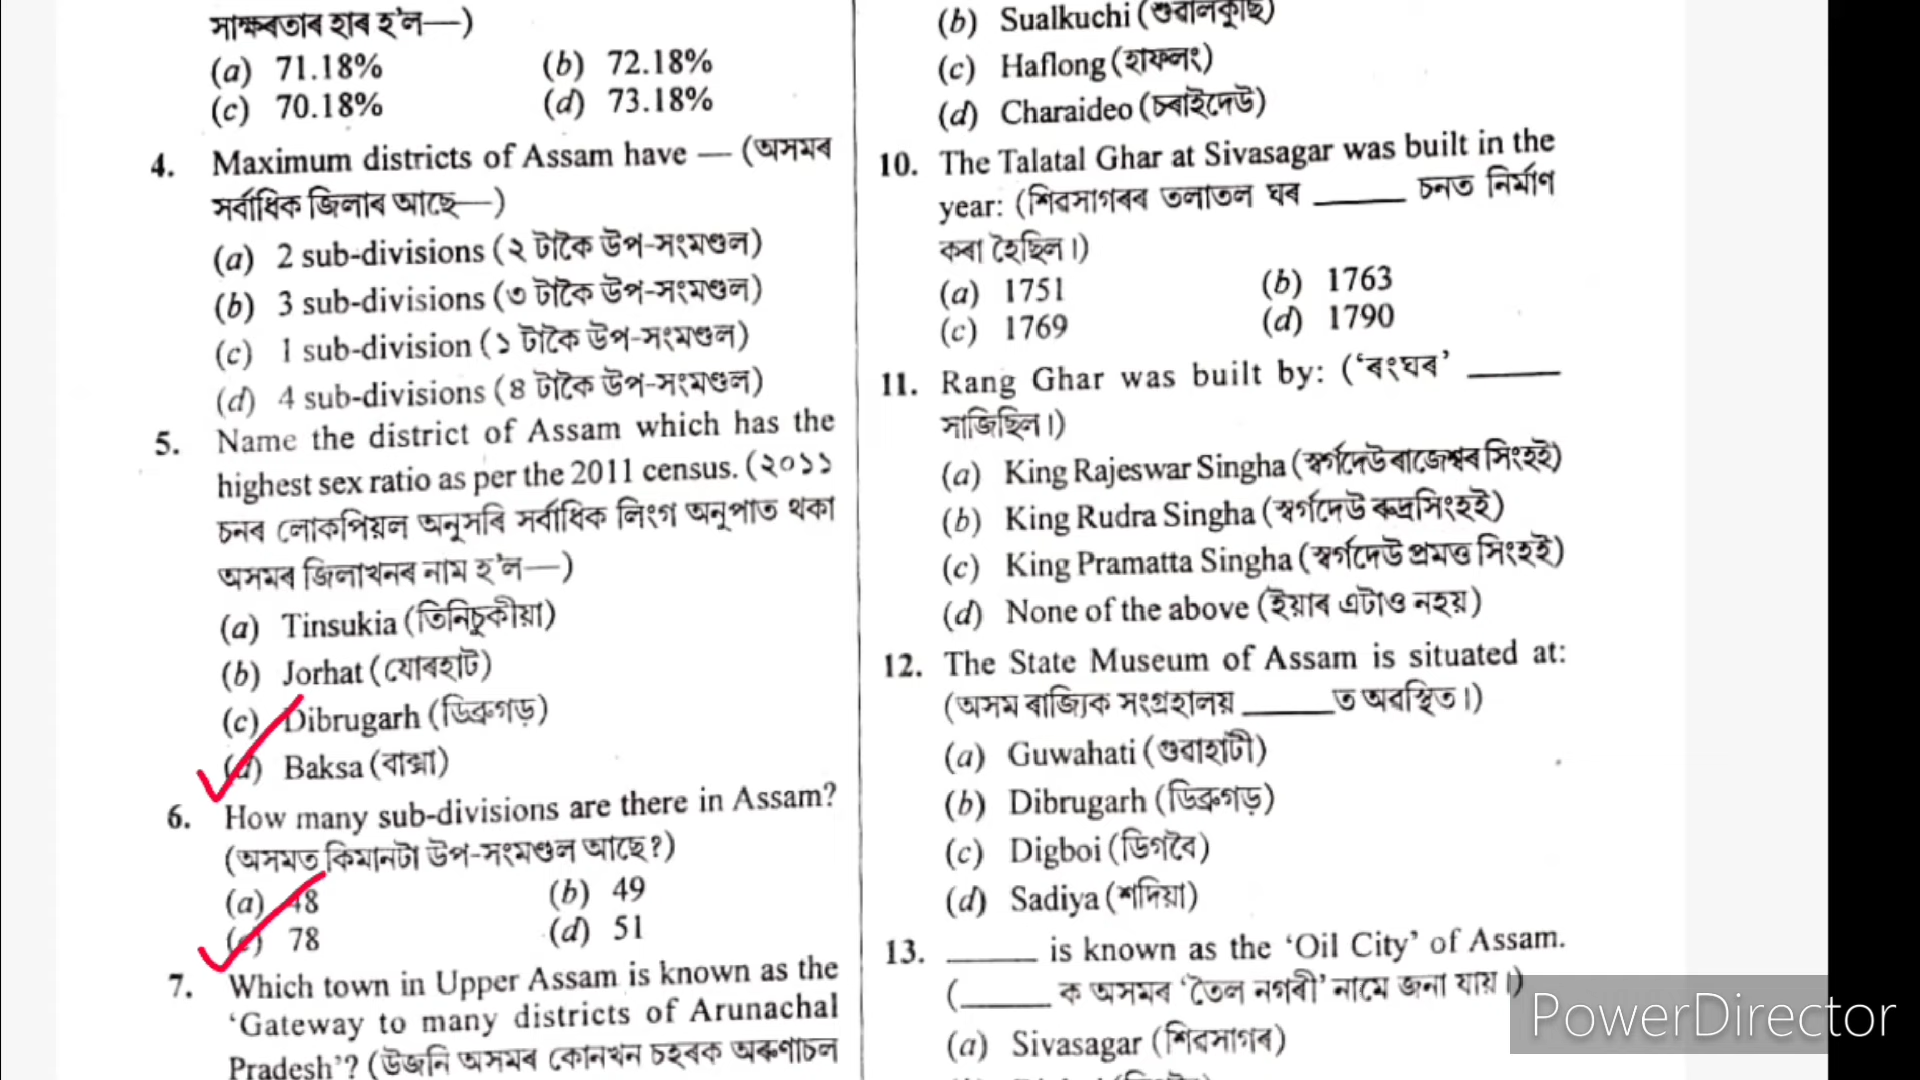 সাক্ষৰতাৰ হাৰ হ'ল—)
(a) 71.18% (b) 72.18%
(c) 70.18% (d) 73.18%
4. Maximum districts of Assam have — (অসমৰ
সৰ্বাধিক জিলাৰ আছে—)
(a) 2 sub-divisions (২ টাকৈ উপ-সংমণ্ডল)
(b) 3 sub-divisions (৩ টাকৈ উপ-সংমণ্ডল)
(c) 1 sub-division (১ টাকৈ উপ-সংমণ্ডল)
(d) 4 sub-divisions (৪ টাকৈ উপ-সংমণ্ডল)
5. Name the district of Assam which has the
highest sex ratio as per the 2011 census. (২০১১
চনৰ লোকপিয়ল অনুসৰি সৰ্বাধিক লিংগ অনুপাত থকা
অসমৰ জিলাখনৰ নাম হ'ল—)
(a) Tinsukia (তিনিচুকীয়া)
(b) Jorhat (যোৰহাট)
(c) Dibrugarh (ডিব্ৰুগড়)
(d) Baksa (বাক্সা)
6. How many sub-divisions are there in Assam?
(অসমত কিমানটা উপ-সংমণ্ডল আছে?)
(a) 48 (b) 49
(c) 78 (d) 51
7. Which town in Upper Assam is known as the
'Gateway to many districts of Arunachal
Pradesh'? (উজনি অসমৰ কোনখন চহৰক অৰুণাচল
(b) Sualkuchi (শুৱালকুছি)
(c) Haflong (হাফলং)
(d) Charaideo (চৰাইদেউ)
10. The Talatal Ghar at Sivasagar was built in the
year: (শিৱসাগৰৰ তলাতল ঘৰ ______ চনত নিৰ্মাণ
কৰা হৈছিল।)
(a) 1751 (b) 1763
(c) 1769 (d) 1790
11. Rang Ghar was built by: ('ৰংঘৰ' ______
সাজিছিল।)
(a) King Rajeswar Singha (স্বৰ্গদেউ ৰাজেশ্বৰ সিংহই)
(b) King Rudra Singha (স্বৰ্গদেউ ৰুদ্ৰসিংহই)
(c) King Pramatta Singha (স্বৰ্গদেউ প্ৰমত্ত সিংহই)
(d) None of the above (ইয়াৰ এটাও নহয়)
12. The State Museum of Assam is situated at:
(অসম ৰাজ্যিক সংগ্ৰহালয় ______ত অৱস্থিত।)
(a) Guwahati (গুৱাহাটী)
(b) Dibrugarh (ডিব্ৰুগড়)
(c) Digboi (ডিগবৈ)
(d) Sadiya (শদিয়া)
13. ______ is known as the 'Oil City' of Assam.
(______ ক অসমৰ 'তৈল নগৰী' নামে জনা যায়।)
(a) Sivasagar (শিৱসাগৰ)
PowerDirector